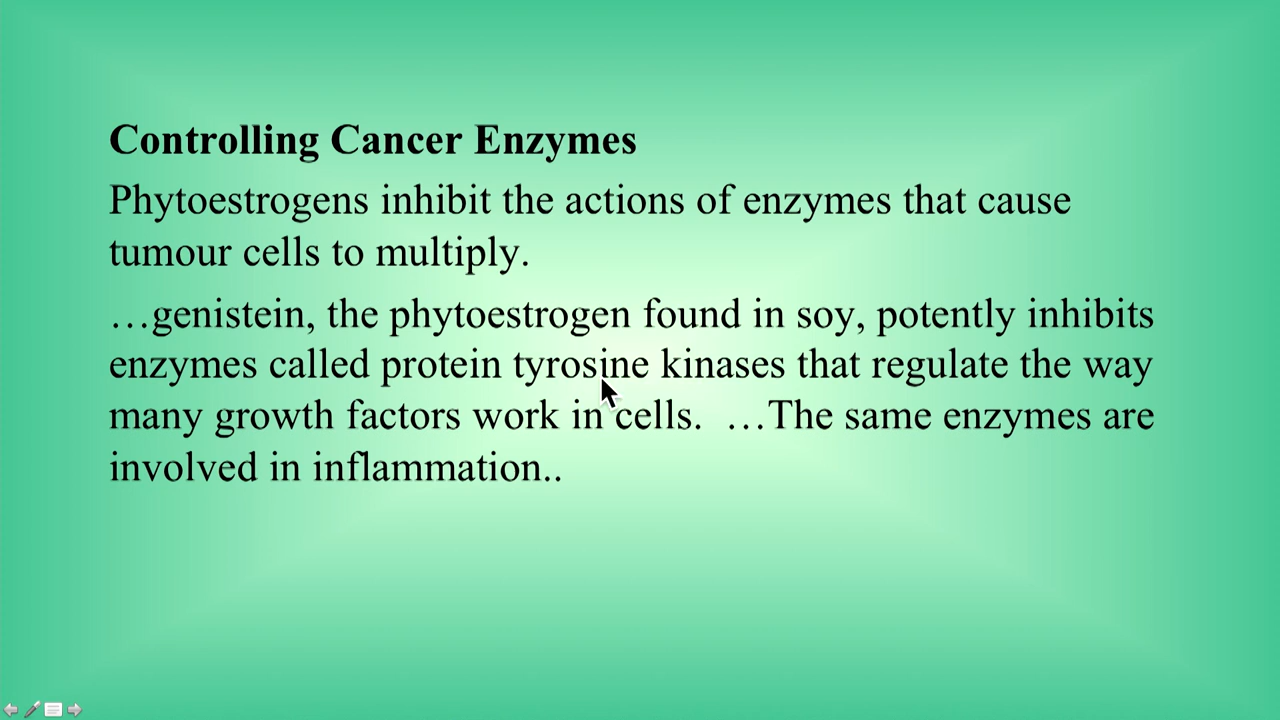 Controlling Cancer Enzymes
Phytoestrogens inhibit the actions of enzymes that cause
tumour cells to multiply.
…genistein, the phytoestrogen found in soy, potently inhibits
enzymes called protein tyrosine kinases that regulate the way
many growth factors work in cells.  …The same enzymes are
involved in inflammation..